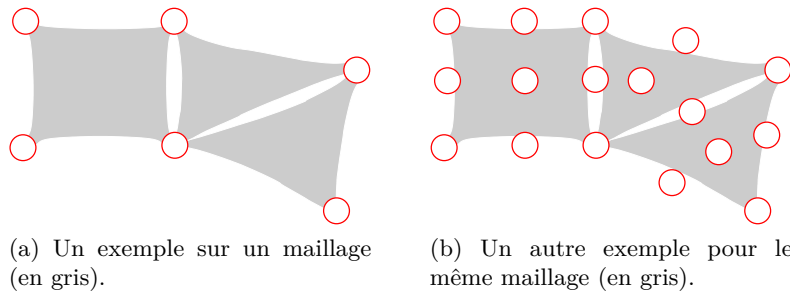 (a) Un exemple sur un maillage
(en gris).
(b) Un autre exemple pour le
même maillage (en gris).